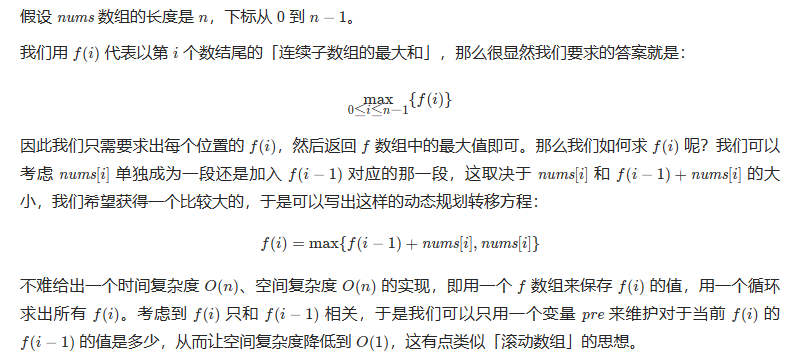 假设 nums 数组的长度是 n，下标从 0 到 n − 1。
我们用 f(i) 代表以第 i 个数结尾的「连续子数组的最大和」，那么很显然我们要求的答案就是：
max{f(i)}
0≤i≤n−1
因此我们只需要求出每个位置的 f(i)，然后返回 f 数组中的最大值即可。那么我们如何求 f(i) 呢？我们可以
考虑 nums[i] 单独成为一段还是加入 f(i − 1) 对应的那一段，这取决于 nums[i] 和 f(i − 1) + nums[i] 的大
小，我们希望获得一个比较大的，于是可以写出这样的动态规划转移方程：
f(i) = max{f(i − 1) + nums[i], nums[i]}
不难给出一个时间复杂度 O(n)、空间复杂度 O(n) 的实现，即用一个 f 数组来保存 f(i) 的值，用一个循环
求出所有 f(i)。考虑到 f(i) 只和 f(i − 1) 相关，于是我们可以只用一个变量 pre 来维护对于当前 f(i) 的
f(i − 1) 的值是多少，从而让空间复杂度降低到 O(1)，这有点类似「滚动数组」的思想。